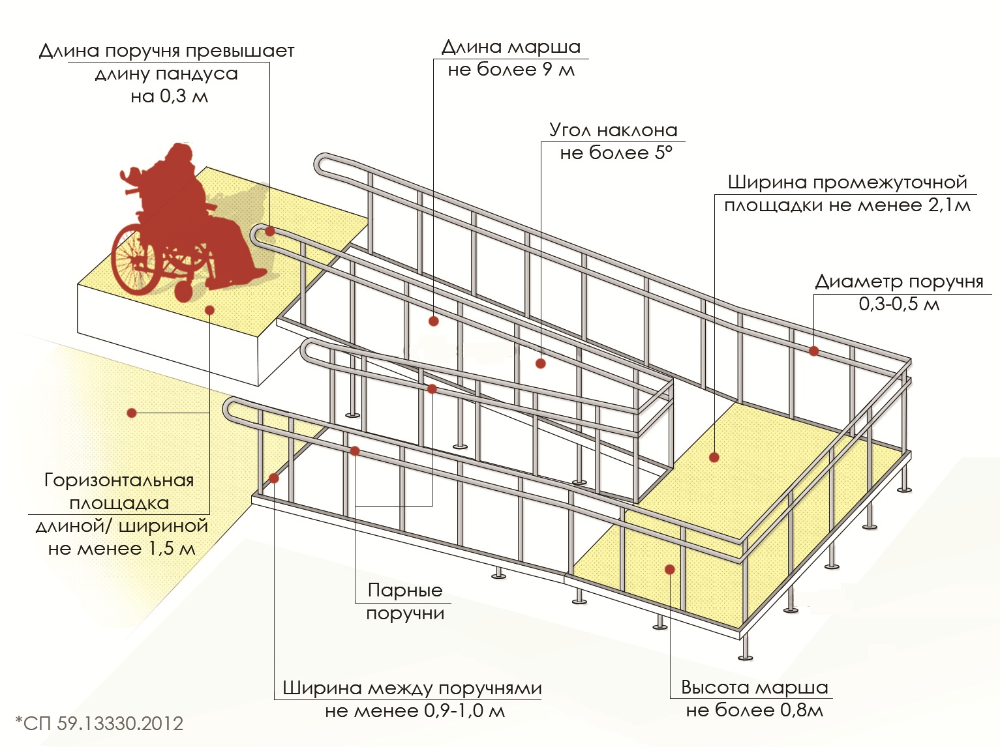 Длина поручня превышает
длину пандуса
на 0,3 м
Длина марша
не более 9 м
Угол наклона
не более 5°
Ширина промежуточной
площадки не менее 2,1м
Диаметр поручня
0,3-0,5 м
Горизонтальная
площадка
длиной/ шириной
не менее 1,5 м
Парные
поручни
Ширина между поручнями
не менее 0,9-1,0 м
Высота марша
не более 0,8м
*СП 59.13330.2012